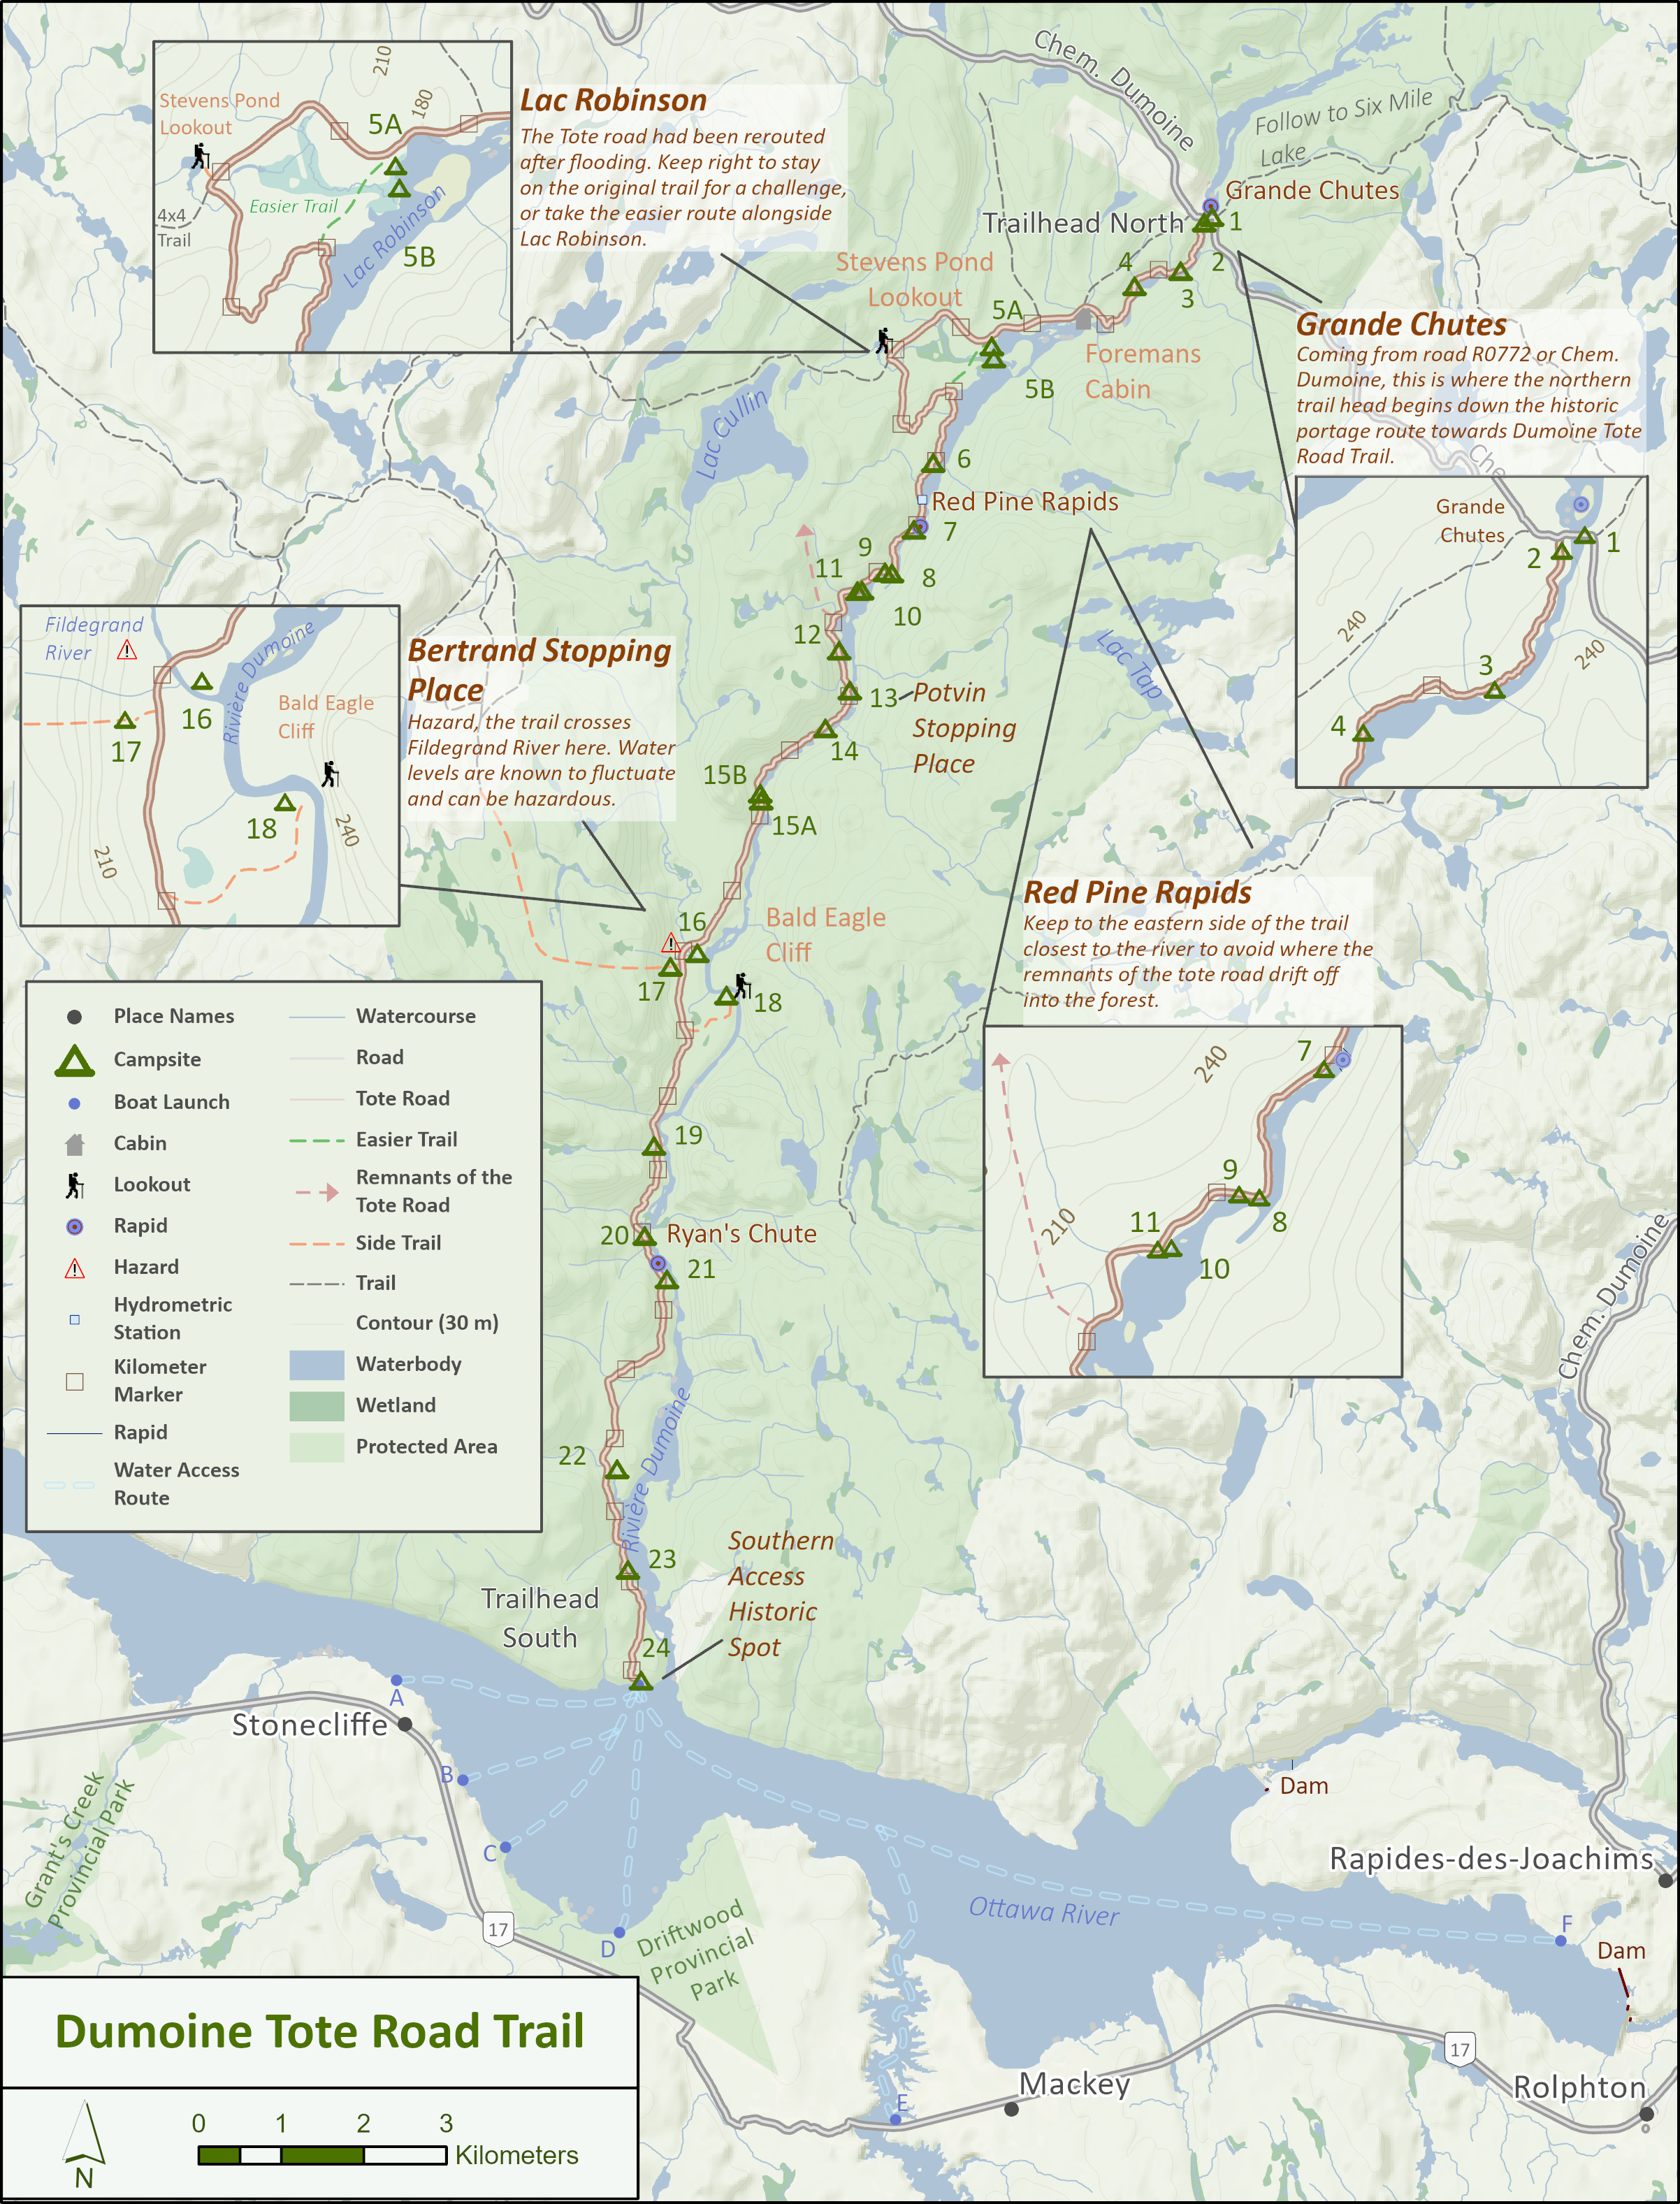 210
180
Stevens Pond
Lookout
5A
Easier Trail
4x4
Trail
Lac Robinson
5B
Lac Robinson
The Tote road had been rerouted
after flooding. Keep right to stay
on the original trail for a challenge,
or take the easier route alongside
Lac Robinson.
Chem. Dumoine
Follow to Six Mile
Lake
Grande Chutes
Trailhead North
1
2
3
4
Stevens Pond
Lookout
5A
5B
Foremans
Cabin
Grande Chutes
Coming from road R0772 or Chem.
Dumoine, this is where the northern
trail head begins down the historic
portage route towards Dumoine Tote
Road Trail.
Lac Cullin
6
Red Pine Rapids
7
8
9
10
11
12
13
Potvin
Stopping
Place
14
15B
15A
Lac Tap
Grande
Chutes
1
2
3
4
240
240
Fildegrand
River
Rivière Dumoine
16
17
Bald Eagle
Cliff
18
210
240
Bertrand Stopping
Place
Hazard, the trail crosses
Fildegrand River here. Water
levels are known to fluctuate
and can be hazardous.
16
Bald Eagle
Cliff
17
18
Red Pine Rapids
Keep to the eastern side of the trail
closest to the river to avoid where the
remnants of the tote road drift off
into the forest.
240
7
9
8
11
10
210
Place Names
Campsite
Boat Launch
Cabin
Lookout
Rapid
Hazard
Hydrometric
Station
Kilometer
Marker
Rapid
Water Access
Route
Watercourse
Road
Tote Road
Easier Trail
Remnants of the
Tote Road
Side Trail
Trail
Contour (30 m)
Waterbody
Wetland
Protected Area
19
20
Ryan's Chute
21
22
Rivière Dumoine
23
Trailhead
South
24
Southern
Access
Historic
Spot
Chem. Dumoine
A
Stonecliffe
B
C
D
E
F
Grant's Creek
Provincial Park
17
Driftwood
Provincial
Park
Ottawa River
Dam
Rapides-des-Joachims
Dam
17
Mackey
Rolphton
Dumoine Tote Road Trail
N
0 1 2 3
Kilometers